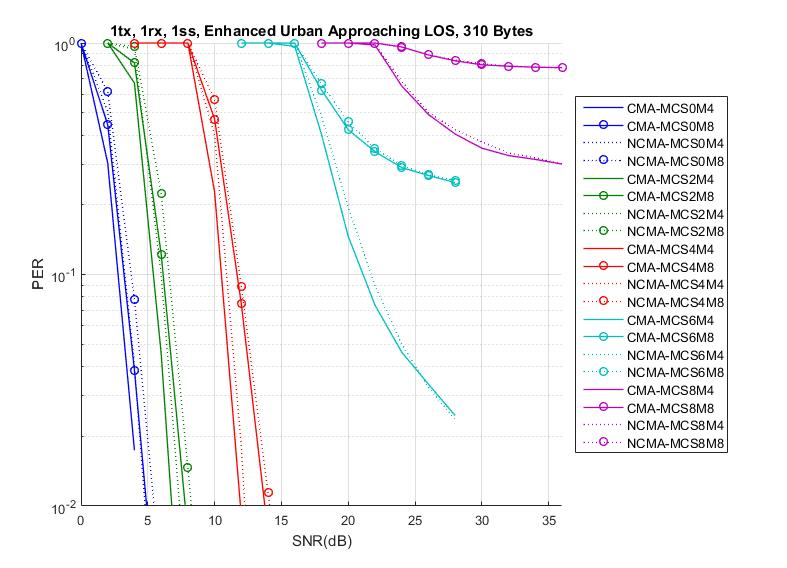 1tx, 1rx, 1ss, Enhanced Urban Approaching LOS, 310 Bytes
10^0
10^-1
10^-2
PER
0 5 10 15 20 25 30 35
SNR(dB)
CMA-MCS0M4
CMA-MCS0M8
NCMA-MCS0M4
NCMA-MCS0M8
CMA-MCS2M4
CMA-MCS2M8
NCMA-MCS2M4
NCMA-MCS2M8
CMA-MCS4M4
CMA-MCS4M8
NCMA-MCS4M4
NCMA-MCS4M8
CMA-MCS6M4
CMA-MCS6M8
NCMA-MCS6M4
NCMA-MCS6M8
CMA-MCS8M4
CMA-MCS8M8
NCMA-MCS8M4
NCMA-MCS8M8